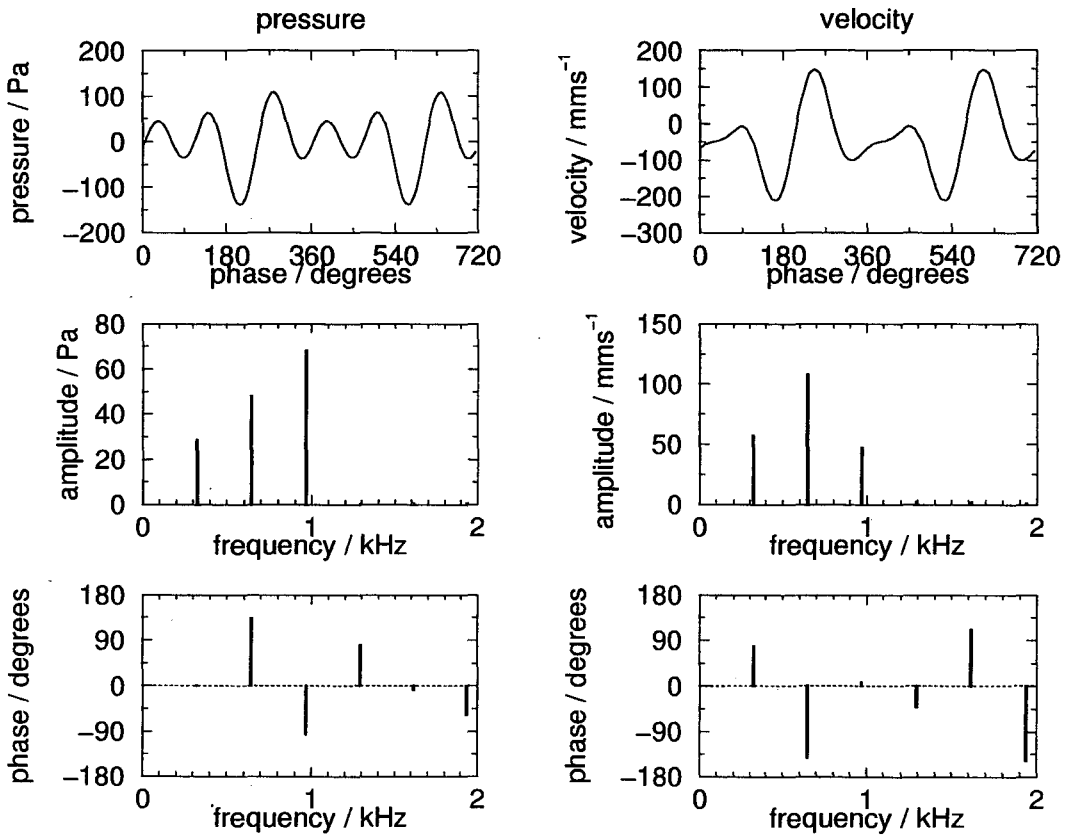 pressure
velocity
pressure / Pa
200
100
0
−100
−200
0 180 360 540 720
phase / degrees
velocity / mms⁻¹
200
100
0
−100
−200
−300
0 180 360 540 720
phase / degrees
amplitude / Pa
80
60
40
20
0
0 1 2
frequency / kHz
amplitude / mms⁻¹
150
100
50
0
0 1 2
frequency / kHz
phase / degrees
180
90
0
−90
−180
0 1 2
frequency / kHz
phase / degrees
180
90
0
−90
−180
0 1 2
frequency / kHz